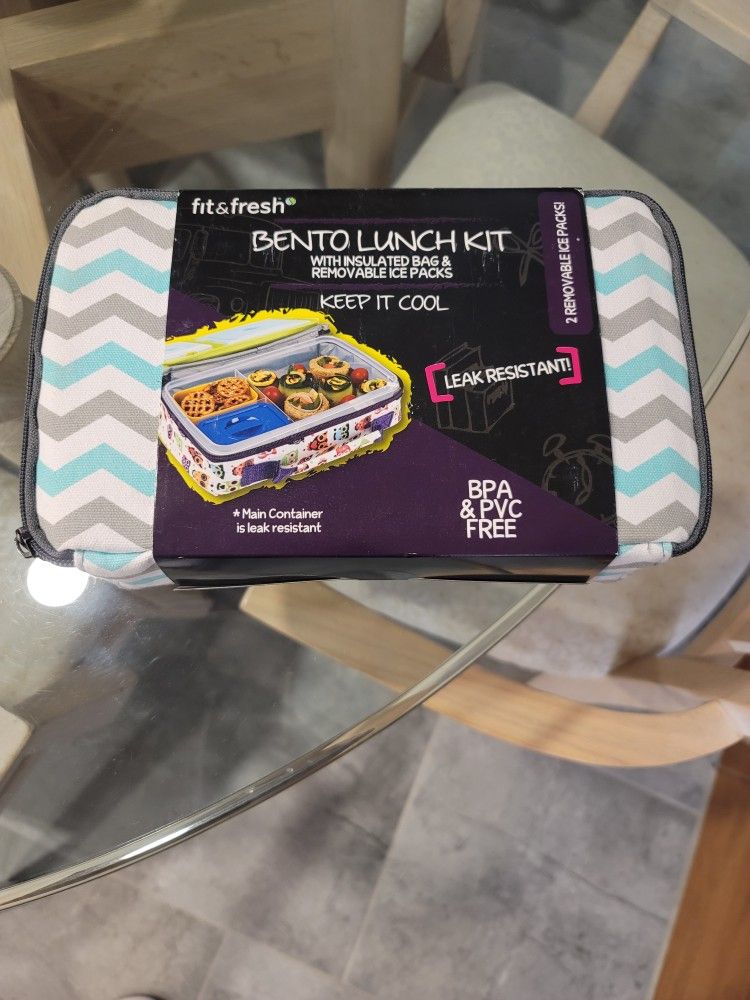 fit&fresh
BENTO LUNCH KIT
WITH INSULATED BAG &
REMOVABLE ICE PACKS
KEEP IT COOL
2 REMOVABLE ICE PACKS!
[LEAK RESISTANT!]
* Main Container
is leak resistant
BPA
& PVC
FREE